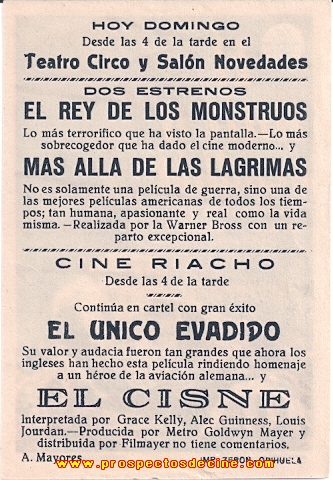 HOY DOMINGO
Desde las 4 de la tarde en el
Teatro Circo y Salón Novedades
DOS ESTRENOS
EL REY DE LOS MONSTRUOS
Lo más terrorifico que ha visto la pantalla.—Lo más
sobrecogedor que ha dado el cine moderno... y
MAS ALLA DE LAS LAGRIMAS
No es solamente una película de guerra, sino una de
las mejores películas americanas de todos los tiem-
pos; tan humana, apasionante y real como la vida
misma.—Realizada por la Warner Bross con un re-
parto excepcional.
CINE RIACHO
Desde las 4 de la tarde
Continúa en cartel con gran éxito
EL UNICO EVADIDO
Su valor y audacia fueron tan grandes que ahora los
ingleses han hecho esta película rindiendo homenaje
a un héroe de la aviación alemana... y
EL CISNE
Interpretada por Grace Kelly, Alec Guinness, Louis
Jourdan.—Producida por Metro Goldwyn Mayer y
distribuida por Filmayer no tiene comentarios.
A. Mayores
IMP. ZERON. ORIHUELA
www.prospectosdecine.com